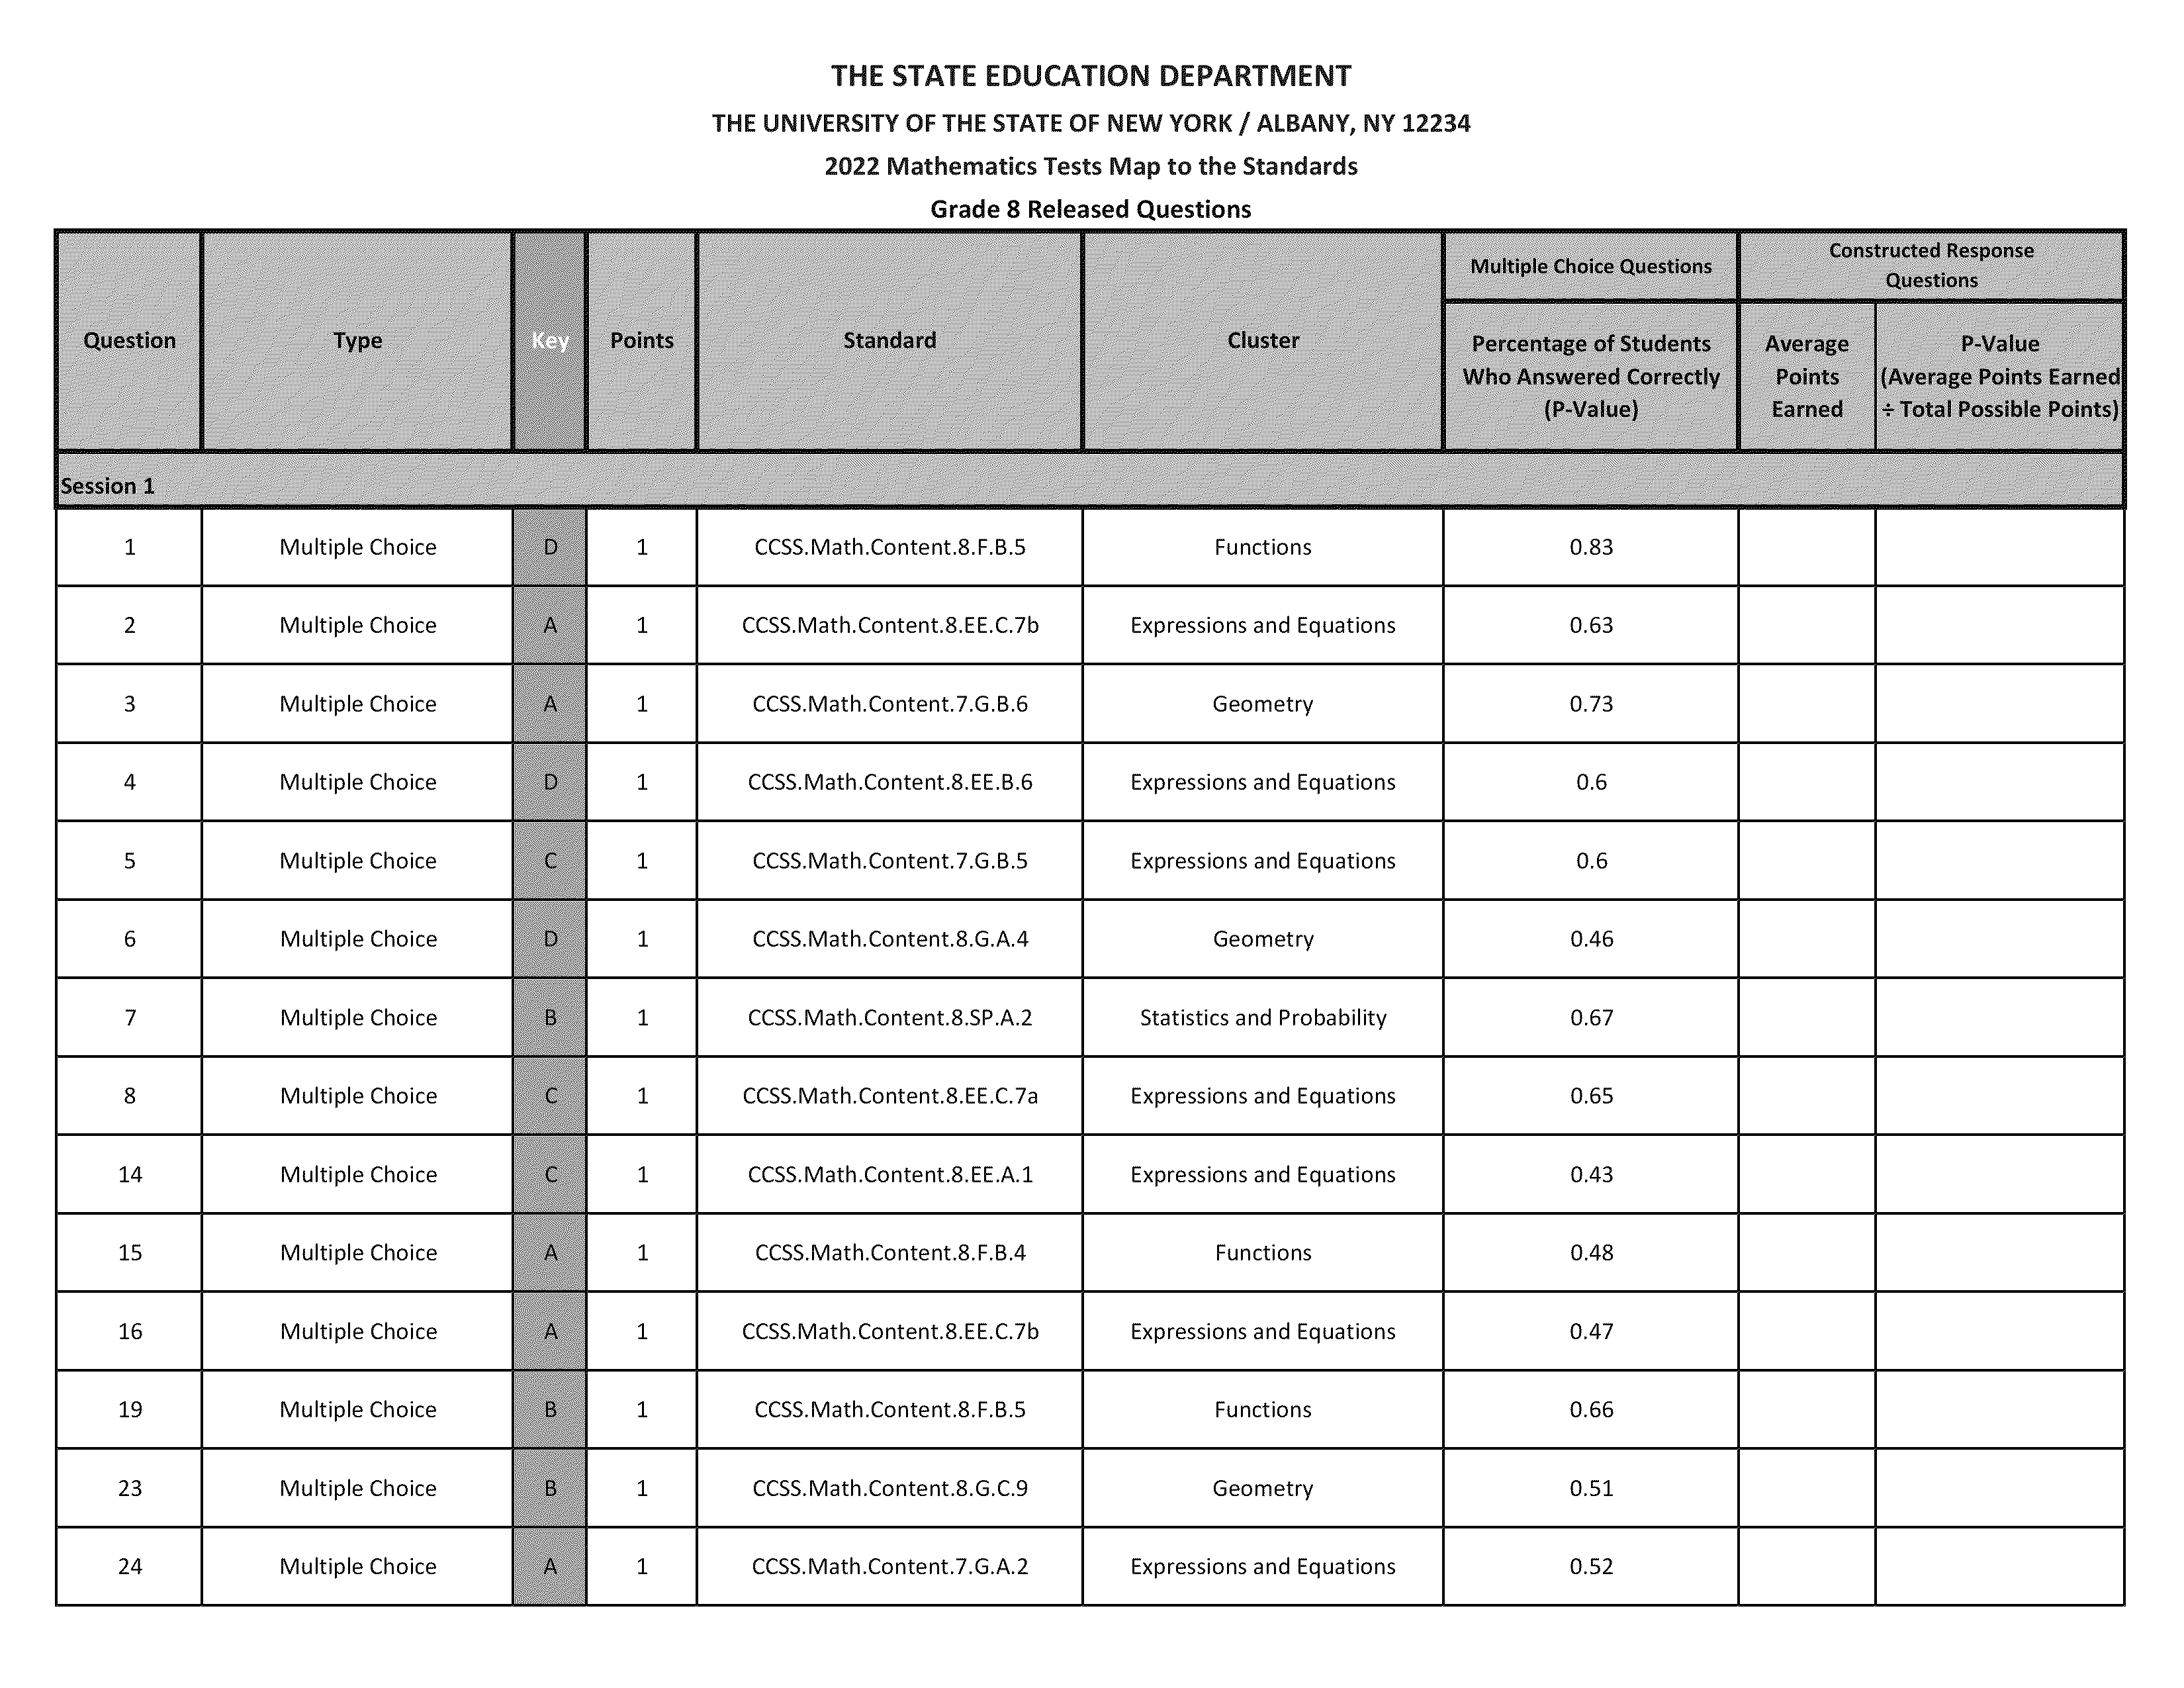 THE STATE EDUCATION DEPARTMENT
THE UNIVERSITY OF THE STATE OF NEW YORK / ALBANY, NY 12234
2022 Mathematics Tests Map to the Standards
Grade 8 Released Questions
Question Type Key Points Standard Cluster Multiple Choice Questions Constructed Response Questions
Percentage of Students Who Answered Correctly (P-Value) Average Points Earned P-Value (Average Points Earned ÷ Total Possible Points)
Session 1
1 Multiple Choice D 1 CCSS.Math.Content.8.F.B.5 Functions 0.83
2 Multiple Choice A 1 CCSS.Math.Content.8.EE.C.7b Expressions and Equations 0.63
3 Multiple Choice A 1 CCSS.Math.Content.7.G.B.6 Geometry 0.73
4 Multiple Choice D 1 CCSS.Math.Content.8.EE.B.6 Expressions and Equations 0.6
5 Multiple Choice C 1 CCSS.Math.Content.7.G.B.5 Expressions and Equations 0.6
6 Multiple Choice D 1 CCSS.Math.Content.8.G.A.4 Geometry 0.46
7 Multiple Choice B 1 CCSS.Math.Content.8.SP.A.2 Statistics and Probability 0.67
8 Multiple Choice C 1 CCSS.Math.Content.8.EE.C.7a Expressions and Equations 0.65
14 Multiple Choice C 1 CCSS.Math.Content.8.EE.A.1 Expressions and Equations 0.43
15 Multiple Choice A 1 CCSS.Math.Content.8.F.B.4 Functions 0.48
16 Multiple Choice A 1 CCSS.Math.Content.8.EE.C.7b Expressions and Equations 0.47
19 Multiple Choice B 1 CCSS.Math.Content.8.F.B.5 Functions 0.66
23 Multiple Choice B 1 CCSS.Math.Content.8.G.C.9 Geometry 0.51
24 Multiple Choice A 1 CCSS.Math.Content.7.G.A.2 Expressions and Equations 0.52